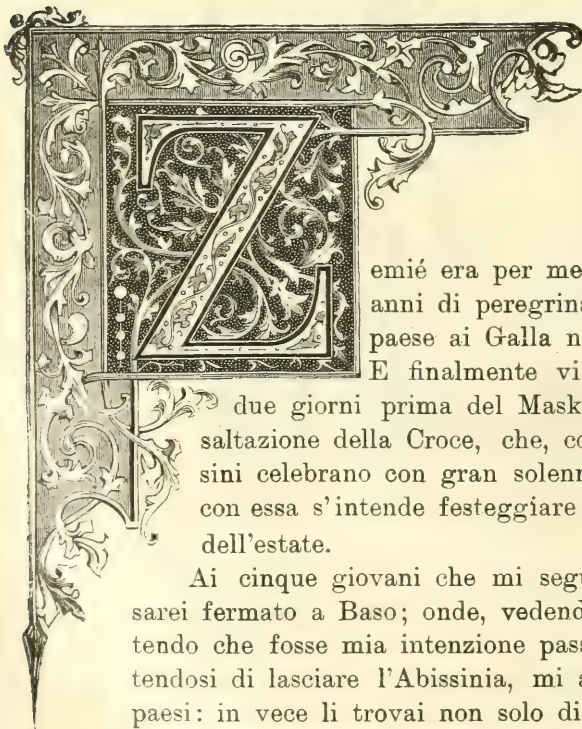 Zemié era per me
anni di peregrina
paese ai Galla n
E finalmente vi
due giorni prima del Mask
saltazione della Croce, che, co
sini celebrano con gran solenn
con essa s'intende festeggiare
dell'estate.
Ai cinque giovani che mi segu
sarei fermato a Baso; onde, vedend
tendo che fosse mia intenzione pass
tendosi di lasciare l'Abissinia, mi a
paesi: in vece li trovai non solo di